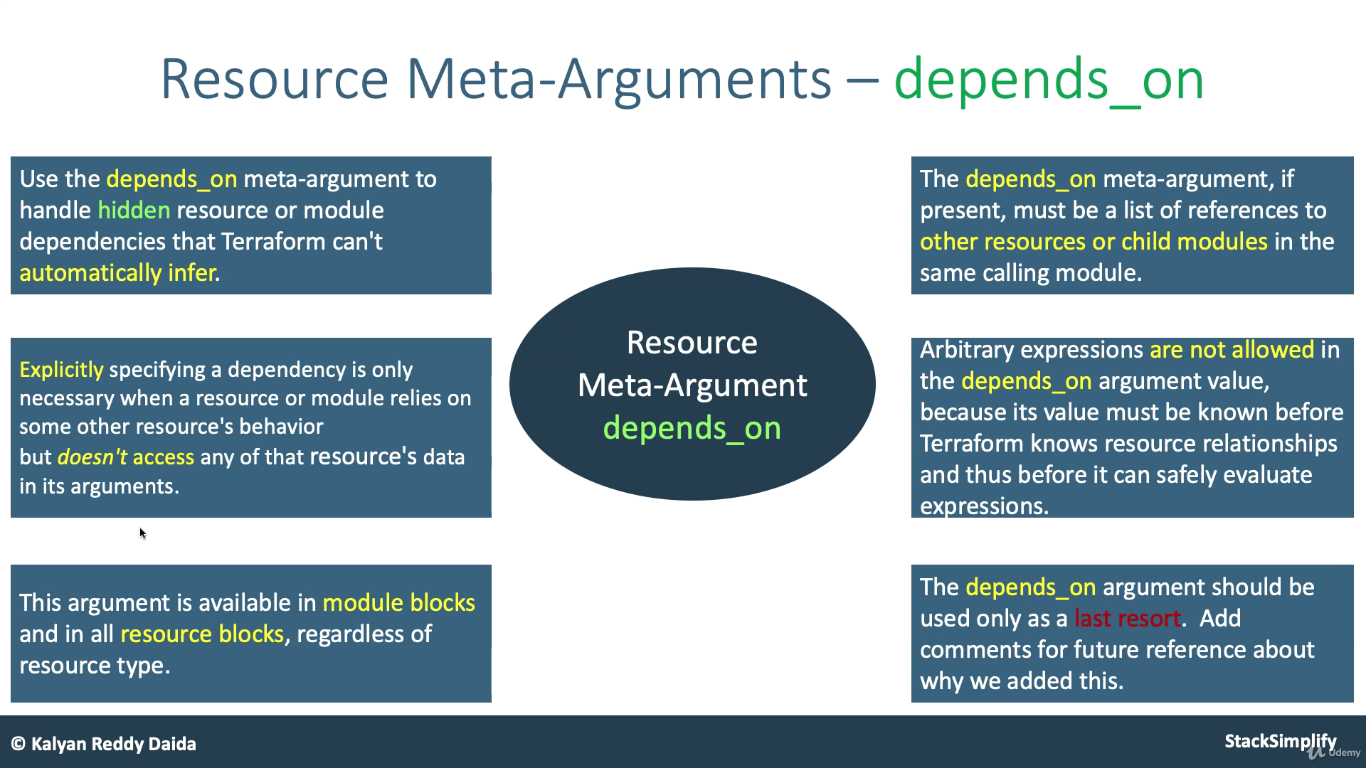 Resource Meta-Arguments – depends_on
Use the depends_on meta-argument to
handle hidden resource or module
dependencies that Terraform can't
automatically infer.
Explicitly specifying a dependency is only
necessary when a resource or module relies on
some other resource's behavior
but doesn't access any of that resource's data
in its arguments.
This argument is available in module blocks
and in all resource blocks, regardless of
resource type.
Resource
Meta-Argument
depends_on
The depends_on meta-argument, if
present, must be a list of references to
other resources or child modules in the
same calling module.
Arbitrary expressions are not allowed in
the depends_on argument value,
because its value must be known before
Terraform knows resource relationships
and thus before it can safely evaluate
expressions.
The depends_on argument should be
used only as a last resort. Add
comments for future reference about
why we added this.
© Kalyan Reddy Daida
StackSimplify
Udemy